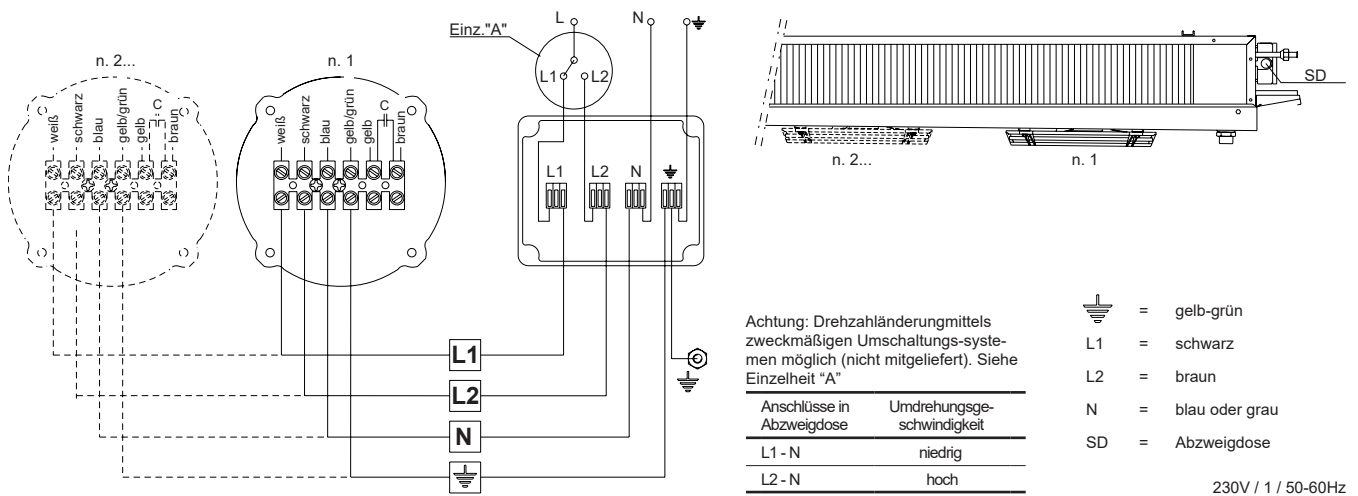 n. 2...
weiß
schwarz
blau
gelb/grün
gelb
C
braun
n. 1
weiß
schwarz
blau
gelb/grün
gelb
C
braun
Einz."A"
L
N
L1
L2
L1
L2
N
L1
L2
N
SD
n. 2...
n. 1
Achtung: Drehzahländerungmittels
zweckmäßigen Umschaltungs-syste-
men möglich (nicht mitgeliefert). Siehe
Einzelheit “A”
Anschlüsse in Umdrehungsge-
Abzweigdose schwindigkeit
L1 - N niedrig
L2 - N hoch
= gelb-grün
L1 = schwarz
L2 = braun
N = blau oder grau
SD = Abzweigdose
230V / 1 / 50-60Hz